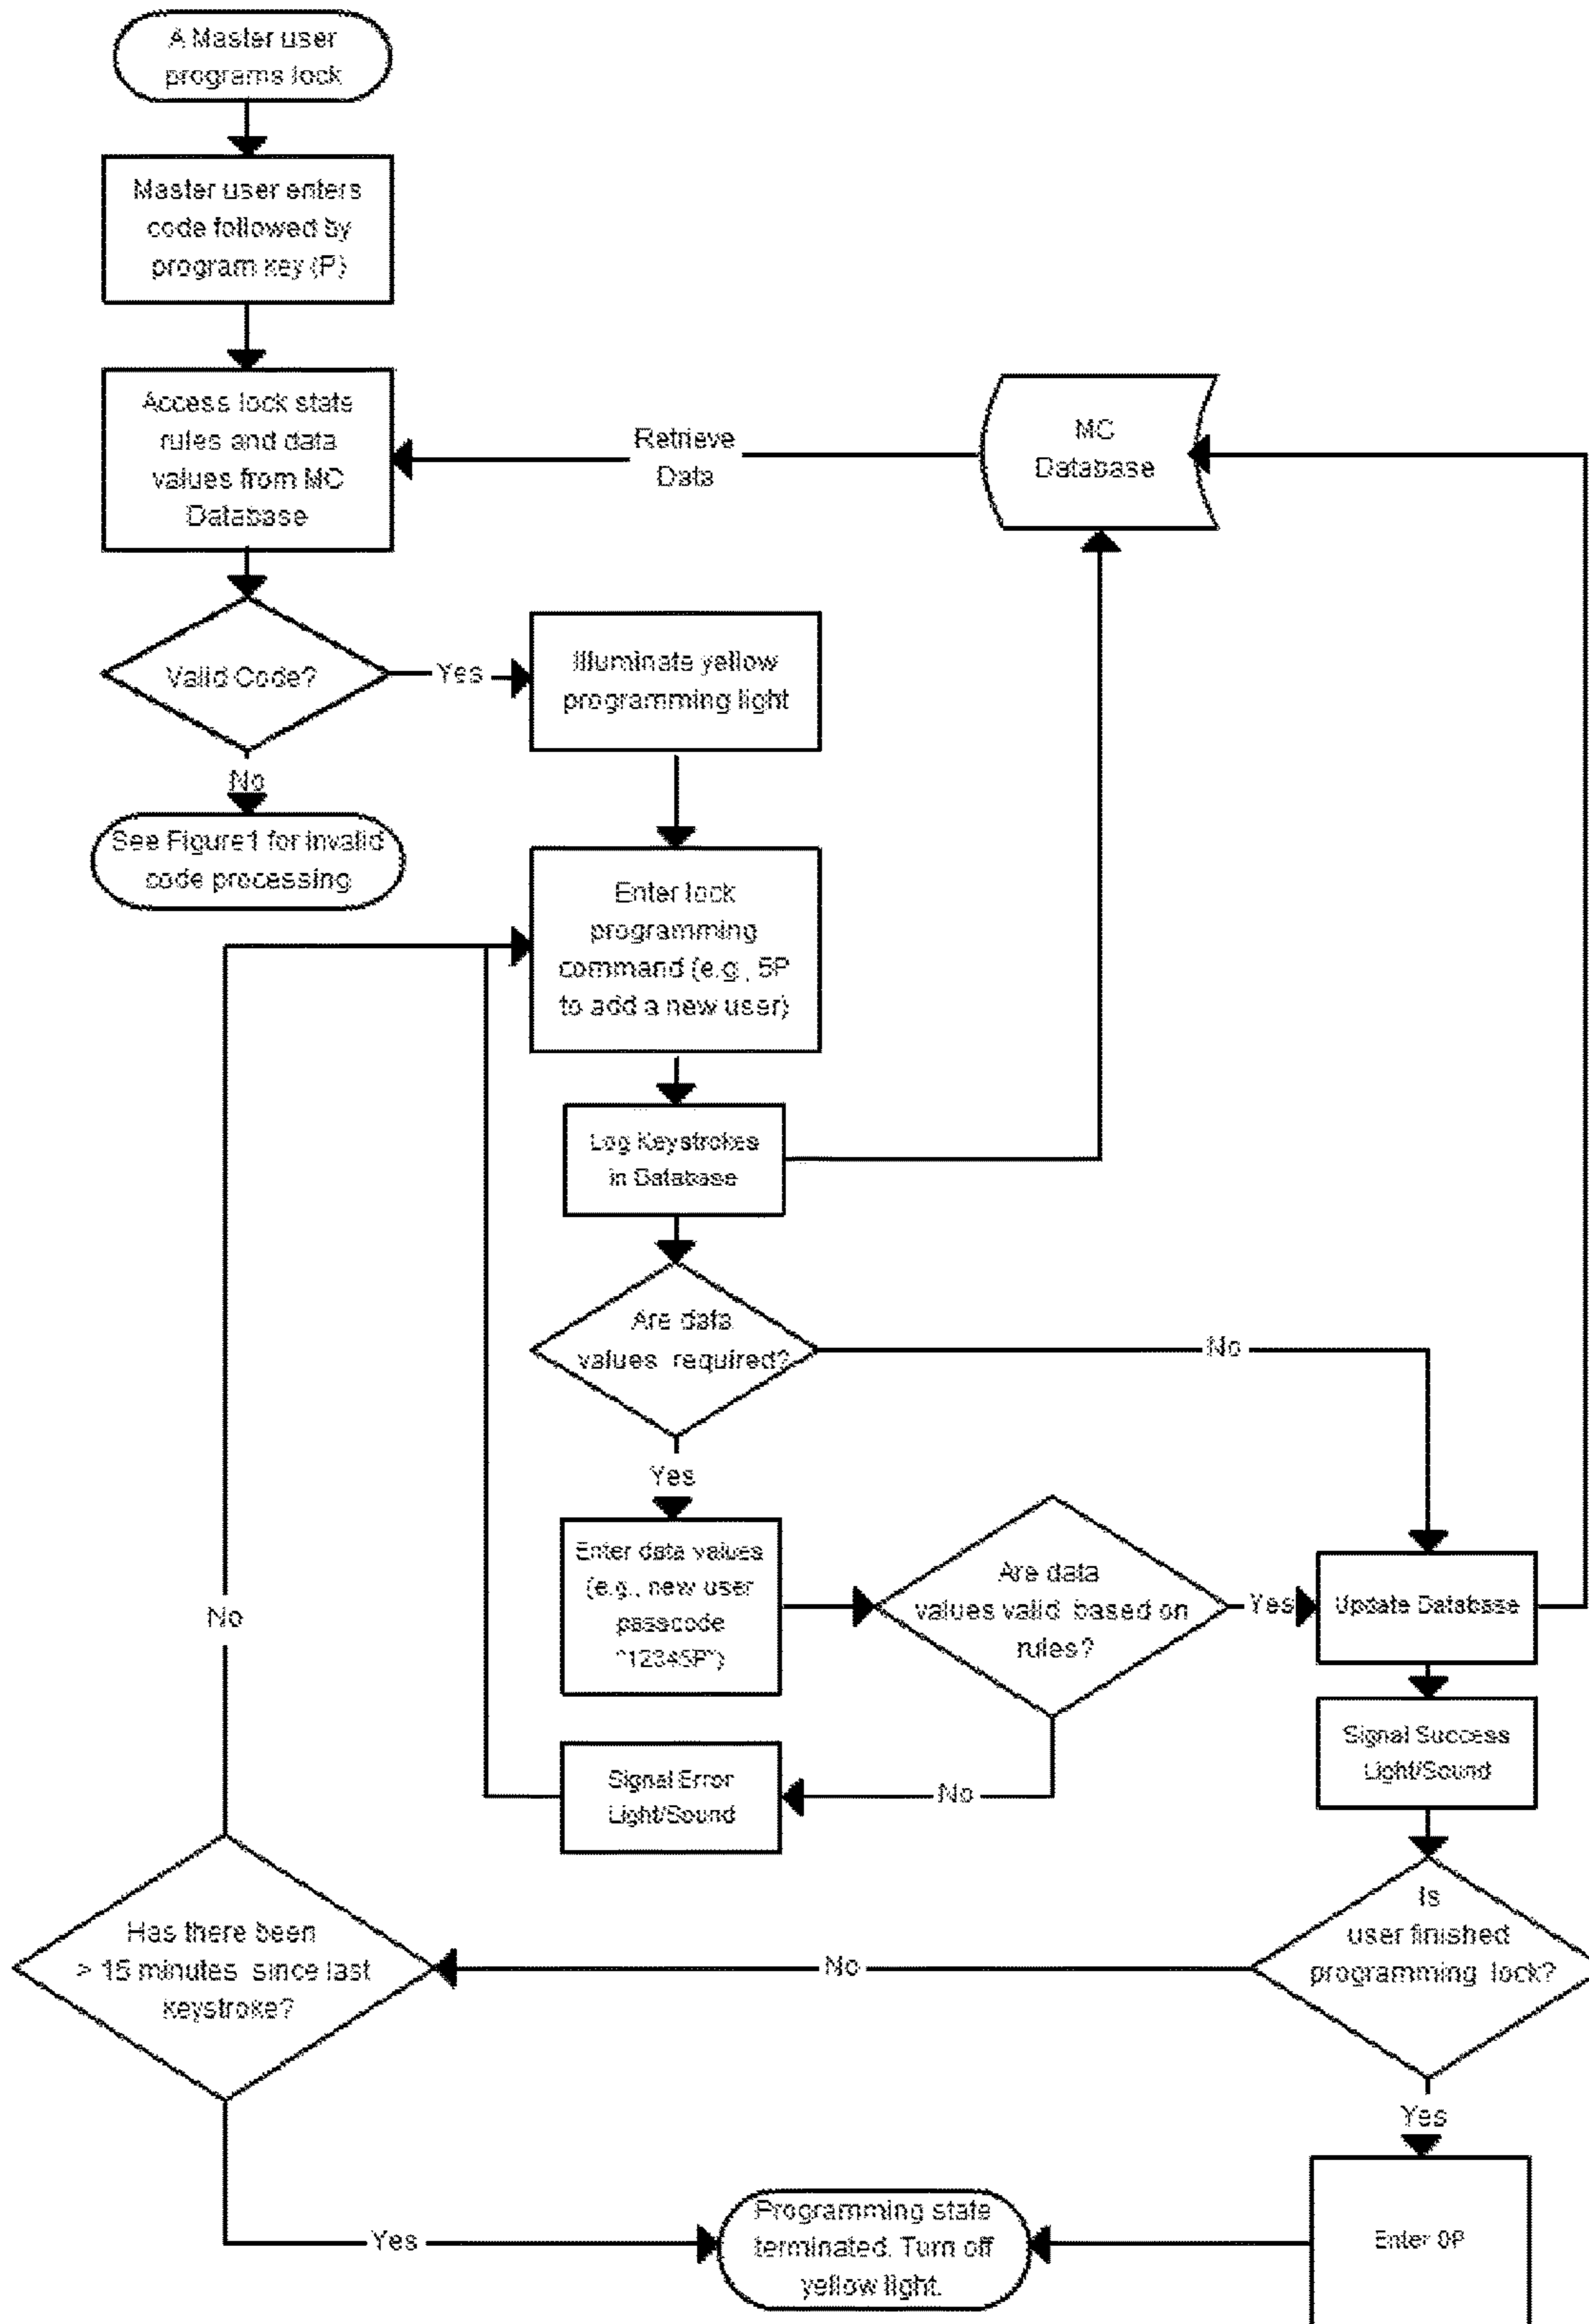 A Master user
programs lock
Master user enters
code followed by
program key (P)
Access lock state
rules and data
values from MC
Database
Retrieve
Data
MC
Database
Valid Code?
Yes
Illuminate yellow
programming light
No
See Figure1 for invalid
code processing
Enter lock
programming
command (e.g., 5P
to add a new user)
Log Keystrokes
in Database
Are data
values required?
No
Yes
Enter data values
(e.g., new user
passcode
"12345P")
Are data
values valid based on
rules?
Yes
Update Database
No
Signal Success
Light/Sound
Signal Error
Light/Sound
No
Is
user finished
programming lock?
Has there been
> 15 minutes since last
keystroke?
No
Yes
Programming state
terminated. Turn off
yellow light.
Yes
Enter 0P